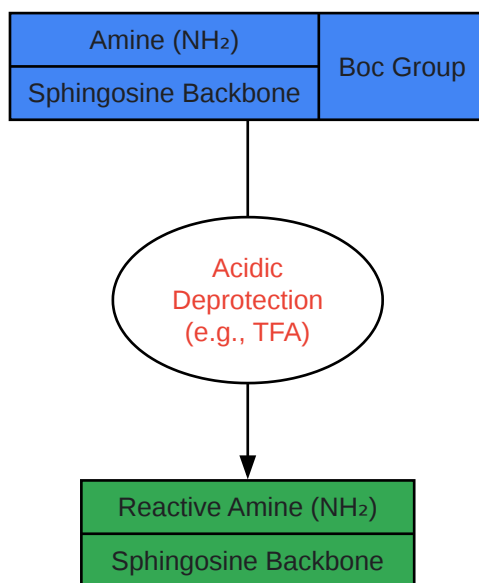 Amine (NH₂)
Boc Group
Sphingosine Backbone
Acidic
Deprotection
(e.g., TFA)
Reactive Amine (NH₂)
Sphingosine Backbone